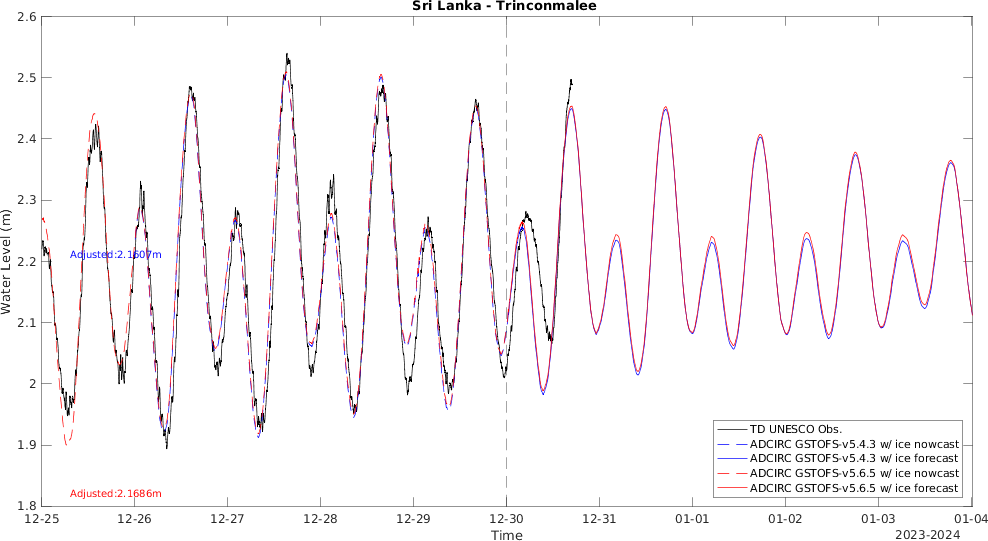 Sri Lanka - Trinconmalee
2.6
2.5
2.4
2.3
2.2
2.1
2
1.9
1.8
Water Level (m)
Adjusted:2.1607m
Adjusted:2.1686m
TD UNESCO Obs.
ADCIRC GSTOFS-v5.4.3 w/ ice nowcast
ADCIRC GSTOFS-v5.4.3 w/ ice forecast
ADCIRC GSTOFS-v5.6.5 w/ ice nowcast
ADCIRC GSTOFS-v5.6.5 w/ ice forecast
12-25 12-26 12-27 12-28 12-29 12-30 12-31 01-01 01-02 01-03 01-04
Time
2023-2024